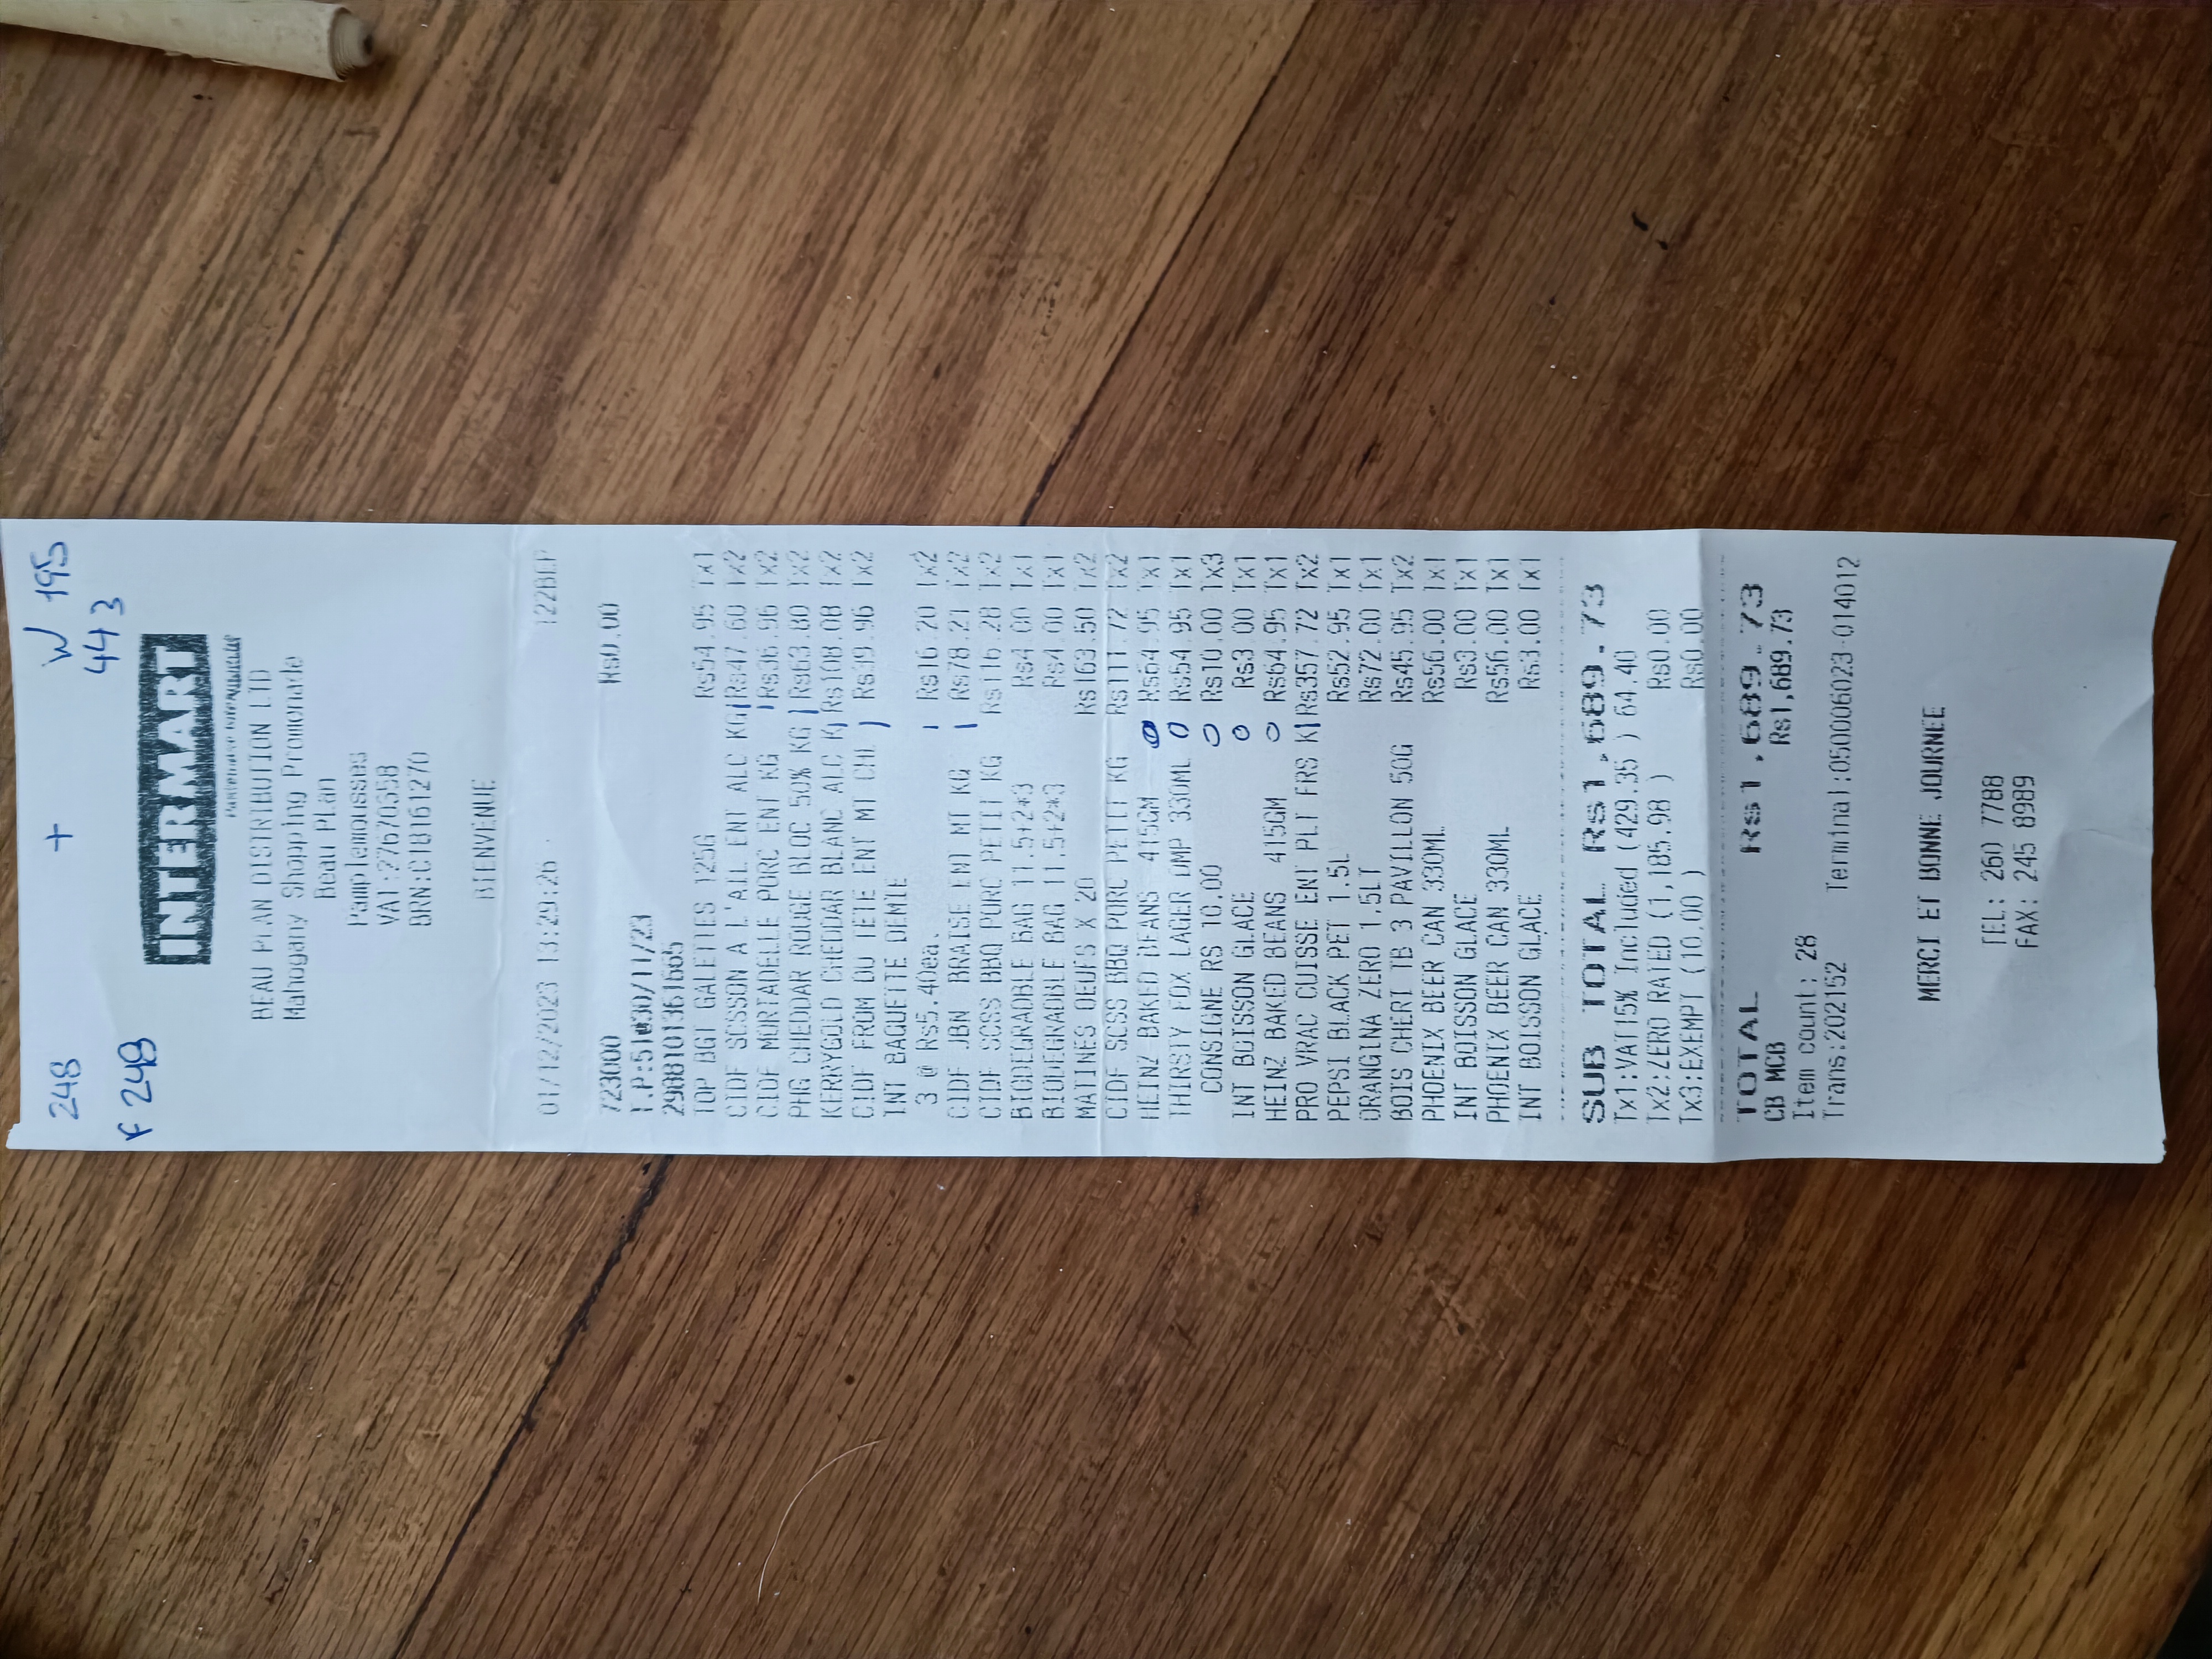 248 + W 195
F 248 443
INTERMART
BEAU PLAN DISTRIBUTION LTD
Mahogany Shopping Promenade
Beau Plan
Pamplemousses
VAT:27670358
BRN:C18161270
BIENVENUE
01/12/2023 13:29:26
723000 Rs0.00
T.P:51@30/11/23
2988101361665
TOP BGT GALETTES 125G Rs54.95 Tx1
CIDF SCSSON A L'AIL ENT ALC KG Rs47.60 Tx2
CIDF MORTADELLE PORC ENT KG Rs36.96 Tx2
PHG CHEDDAR ROUGE BLOC 50% KG Rs63.80 Tx2
KERRYGOLD CHEDDAR BLANC ALC K Rs108.08 Tx2
CIDF FROM DU TETE ENT MT CHL Rs39.96 Tx2
INT BAGUETTE DEMIE
3 @ Rs5.40ea. Rs16.20 Tx2
CIDF JBN BRAISE ENT MT KG Rs78.21 Tx2
CIDF SCSS BBQ PORC PETIT KG Rs116.28 Tx2
BIODEGRADBLE BAG 11.5+2*3 Rs4.00 Tx1
BIODEGRADBLE BAG 11.5+2*3 Rs4.00 Tx1
MATINES OEUFS X 20 Rs163.50 Tx2
CIDF SCSS BBQ PORC PETIT KG Rs111.72 Tx2
HEINZ BAKED BEANS 415GM Rs64.95 Tx1
THIRSTY FOX LAGER DMP 330ML Rs54.95 Tx1
CONSIGNE RS 10.00 Rs10.00 Tx3
INT BOISSON GLACE Rs3.00 Tx1
HEINZ BAKED BEANS 415GM Rs64.95 Tx1
PRO VRAC CUISSE ENT PLT FRS K Rs357.72 Tx2
PEPSI BLACK PET 1.5L Rs52.95 Tx1
ORANGINA ZERO 1.5LT Rs72.00 Tx1
BOIS CHERI TB 3 PAVILLON 50G Rs45.95 Tx2
PHOENIX BEER CAN 330ML Rs56.00 Tx1
INT BOISSON GLACE Rs3.00 Tx1
PHOENIX BEER CAN 330ML Rs56.00 Tx1
INT BOISSON GLACE Rs3.00 Tx1
SUB TOTAL Rs1,689.73
Tx1:VAT15% Included (429.35 ) 64.40
Tx2:ZERO RATED (1,185.98 ) Rs0.00
Tx3:EXEMPT (10.00 ) Rs0.00
TOTAL Rs1,689.73
CB MCB Rs1,689.73
Item count: 28
Trans:202152 Terminal:050006023-014012
MERCI ET BONNE JOURNEE
TEL: 260 7788
FAX: 245 8989